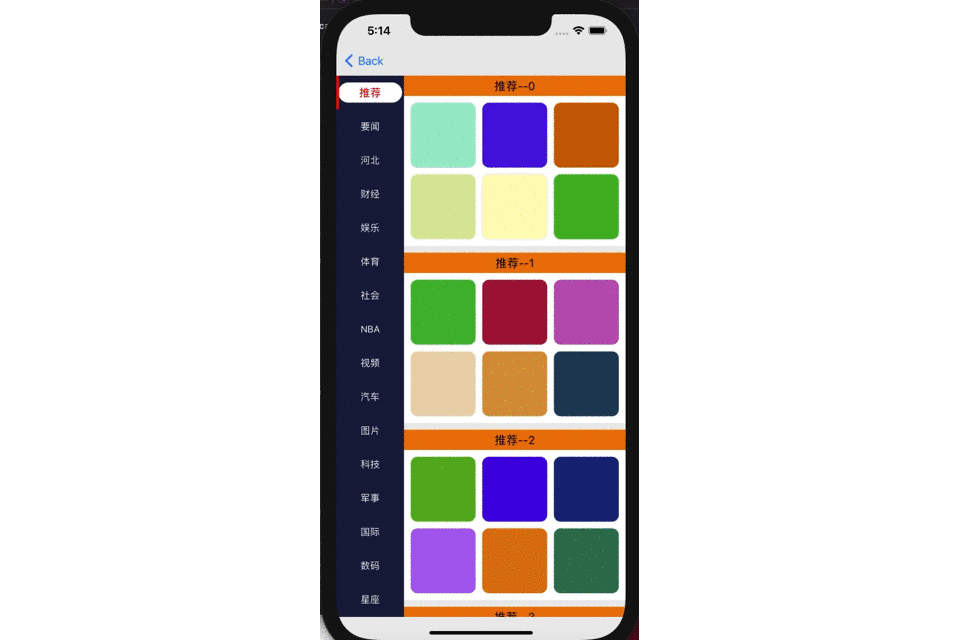 5:14
Back
推荐
要闻
河北
财经
娱乐
体育
社会
NBA
视频
汽车
图片
科技
军事
国际
数码
星座
推荐--0
推荐--1
推荐--2